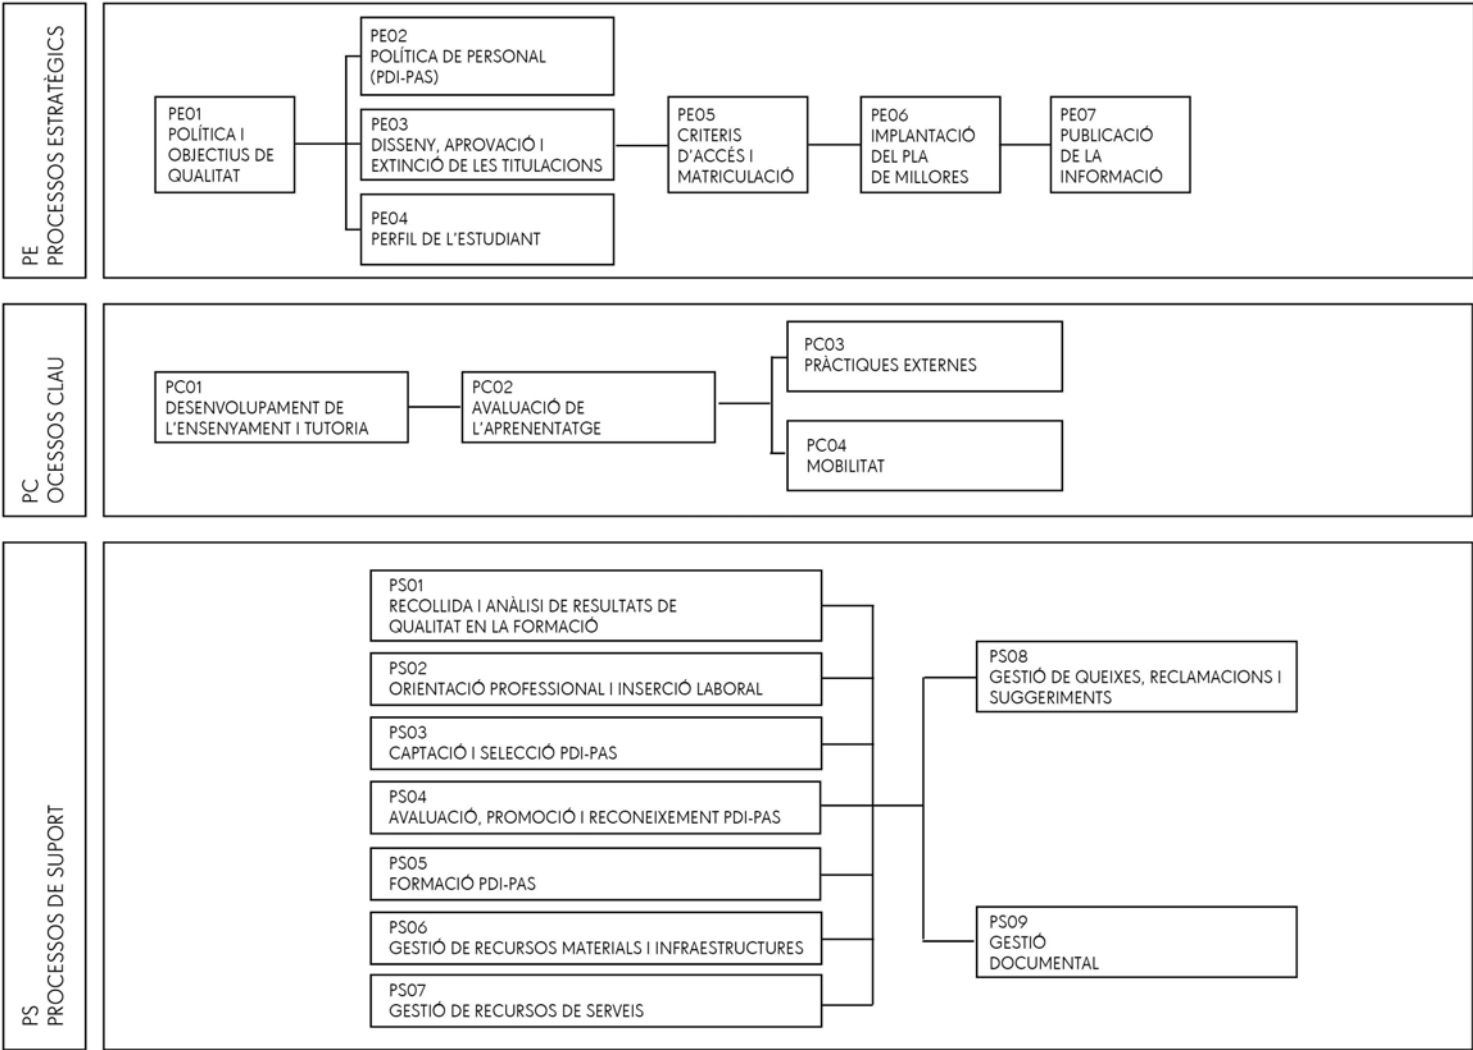 PE
PROCESSOS ESTRATÈGICS
PE01
POLÍTICA I
OBJECTIUS DE
QUALITAT
PE02
POLÍTICA DE PERSONAL
(PDI-PAS)
PE03
DISSENY, APROVACIÓ I
EXTINCIÓ DE LES TITULACIONS
PE04
PERFIL DE L'ESTUDIANT
PE05
CRITERIS
D'ACCÉS I
MATRICULACIÓ
PE06
IMPLANTACIÓ
DEL PLA
DE MILLORES
PE07
PUBLICACIÓ
DE LA
INFORMACIÓ
PC
OCESSOS CLAU
PC01
DESENVOLUPAMENT DE
L'ENSENYAMENT I TUTORIA
PC02
AVALUACIÓ DE
L'APRENENTATGE
PC03
PRÀCTIQUES EXTERNES
PC04
MOBILITAT
PS
PROCESSOS DE SUPORT
PS01
RECOLLIDA I ANÀLISI DE RESULTATS DE
QUALITAT EN LA FORMACIÓ
PS02
ORIENTACIÓ PROFESSIONAL I INSERCIÓ LABORAL
PS03
CAPTACIÓ I SELECCIÓ PDI-PAS
PS04
AVALUACIÓ, PROMOCIÓ I RECONEIXEMENT PDI-PAS
PS05
FORMACIÓ PDI-PAS
PS06
GESTIÓ DE RECURSOS MATERIALS I INFRAESTRUCTURES
PS07
GESTIÓ DE RECURSOS DE SERVEIS
PS08
GESTIÓ DE QUEIXES, RECLAMACIONS I
SUGGERIMENTS
PS09
GESTIÓ
DOCUMENTAL